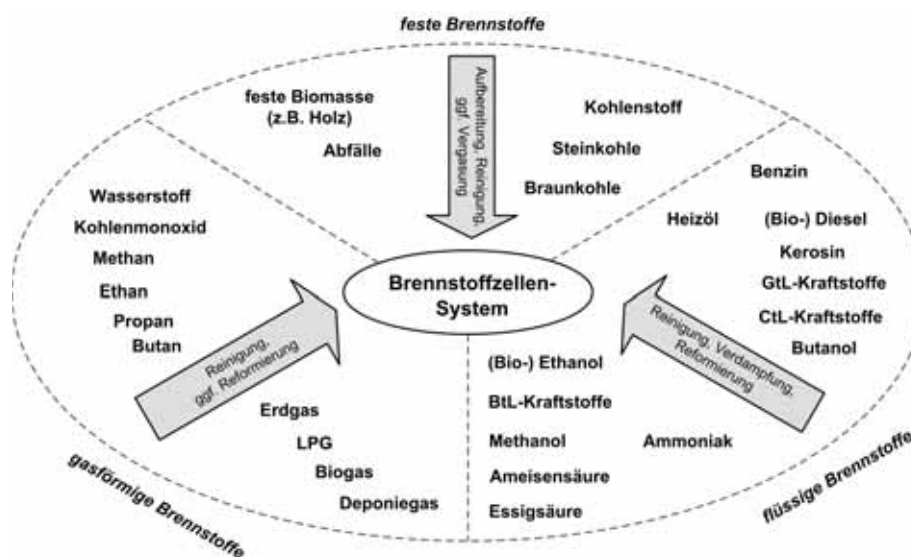 feste Brennstoffe
Aufbereitung, Reinigung,
ggf. Vergasung
feste Biomasse
(z.B. Holz)
Abfälle
Kohlenstoff
Steinkohle
Braunkohle
Wasserstoff
Kohlenmonoxid
Methan
Ethan
Propan
Butan
Reinigung,
ggf. Reformierung
Erdgas
LPG
Biogas
Deponiegas
gasförmige Brennstoffe
Brennstoffzellen-
System
Benzin
Heizöl
(Bio-) Diesel
Kerosin
GtL-Kraftstoffe
CtL-Kraftstoffe
Butanol
Reinigung, Verdampfung,
Reformierung
(Bio-) Ethanol
BtL-Kraftstoffe
Methanol
Ammoniak
Ameisensäure
Essigsäure
flüssige Brennstoffe